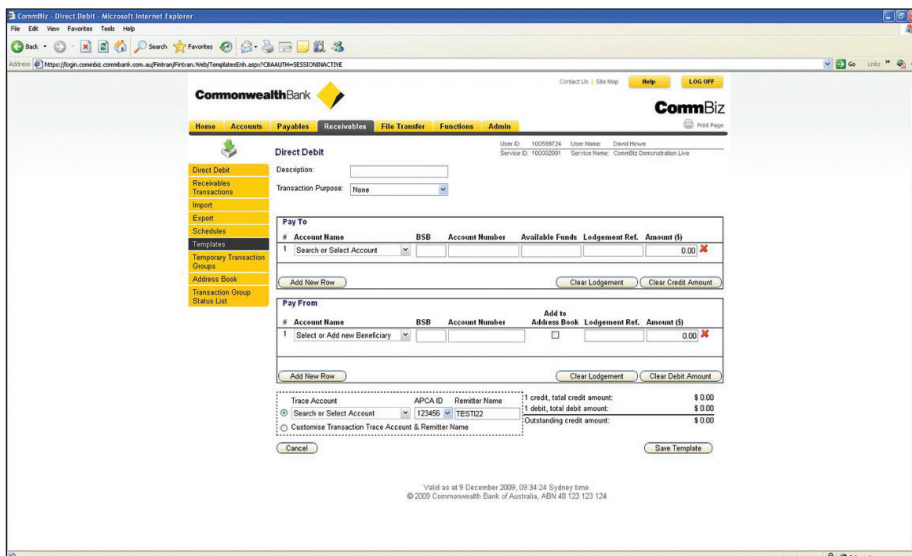 CommBiz - Direct Debit - Microsoft Internet Explorer
File Edit View Favorites Tools Help
Back Search Favorites
Address https://login.commbiz.commbank.com.au/Fintran/Fintran.Web/TemplatesEnh.aspx?CBAAUTH=SESSIONINACTIVE Go Links »
Contact Us | Site Map Help LOG OFF
CommonwealthBank
CommBiz
Home Accounts Payables Receivables File Transfer Functions Admin Print Page
User ID: 100589724 User Name: David Howe
Service ID: 100002001 Service Name: CommBiz Demonstration Live
Direct Debit
Direct Debit
Receivables Transactions
Import
Export
Schedules
Templates
Temporary Transaction Groups
Address Book
Transaction Group Status List
Description:
Transaction Purpose: None
Pay To
# Account Name BSB Account Number Available Funds Lodgement Ref. Amount ($)
1 Search or Select Account 0.00
Add New Row Clear Lodgement Clear Credit Amount
Pay From
# Account Name BSB Account Number Add to Address Book Lodgement Ref. Amount ($)
1 Select or Add new Beneficiary 0.00
Add New Row Clear Lodgement Clear Debit Amount
Trace Account APCA ID Remitter Name
Search or Select Account 123456 TESTI22
Customise Transaction Trace Account & Remitter Name
1 credit, total credit amount: $ 0.00
1 debit, total debit amount: $ 0.00
Outstanding credit amount: $ 0.00
Cancel Save Template
Valid as at 9 December 2009, 09:34:24 Sydney time.
© 2009 Commonwealth Bank of Australia, ABN 48 123 123 124